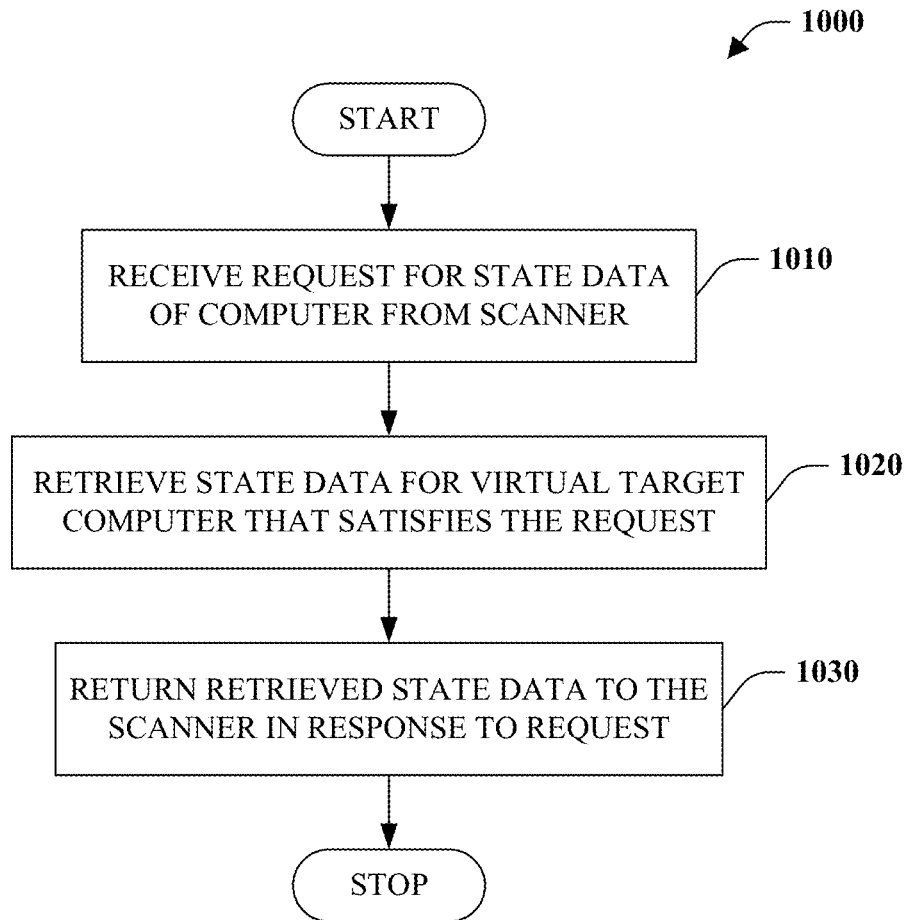 1000
START
RECEIVE REQUEST FOR STATE DATA
OF COMPUTER FROM SCANNER
1010
RETRIEVE STATE DATA FOR VIRTUAL TARGET
COMPUTER THAT SATISFIES THE REQUEST
1020
RETURN RETRIEVED STATE DATA TO THE
SCANNER IN RESPONSE TO REQUEST
1030
STOP